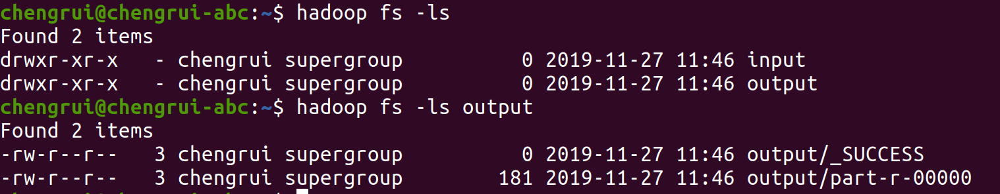 chengrui@chengrui-abc:~$ hadoop fs -ls
Found 2 items
drwxr-xr-x   - chengrui supergroup          0 2019-11-27 11:46 input
drwxr-xr-x   - chengrui supergroup          0 2019-11-27 11:46 output
chengrui@chengrui-abc:~$ hadoop fs -ls output
Found 2 items
-rw-r--r--   3 chengrui supergroup          0 2019-11-27 11:46 output/_SUCCESS
-rw-r--r--   3 chengrui supergroup        181 2019-11-27 11:46 output/part-r-00000